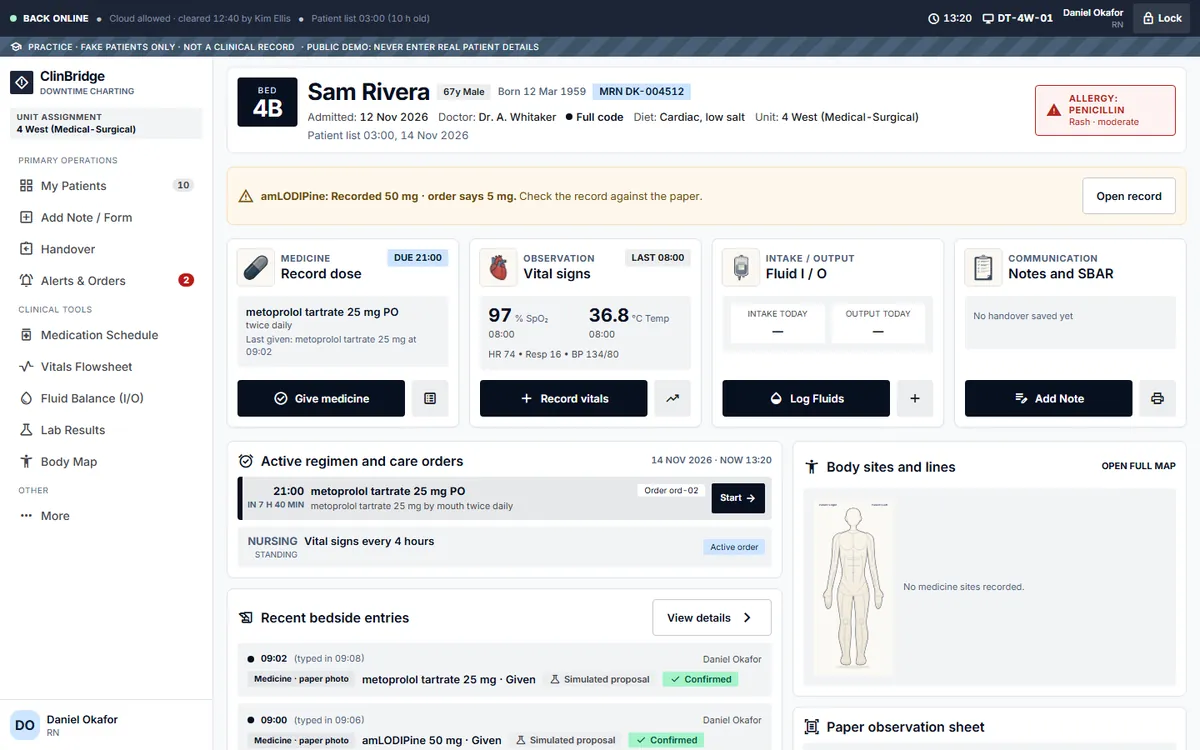 BACK ONLINE • Cloud allowed · cleared 12:40 by Kim Ellis • Patient list 03:00 (10 h old)
13:20 DT-4W-01 Daniel Okafor
RN
Lock
PRACTICE · FAKE PATIENTS ONLY · NOT A CLINICAL RECORD · PUBLIC DEMO: NEVER ENTER REAL PATIENT DETAILS
ClinBridge
DOWNTIME CHARTING
UNIT ASSIGNMENT
4 West (Medical-Surgical)
PRIMARY OPERATIONS
My Patients 10
Add Note / Form
Handover
Alerts & Orders 2
CLINICAL TOOLS
Medication Schedule
Vitals Flowsheet
Fluid Balance (I/O)
Lab Results
Body Map
OTHER
More
DO
Daniel Okafor
RN
BED
4B
Sam Rivera 67y Male Born 12 Mar 1959 MRN DK-004512
Admitted: 12 Nov 2026 Doctor: Dr. A. Whitaker • Full code Diet: Cardiac, low salt Unit: 4 West (Medical-Surgical)
Patient list 03:00, 14 Nov 2026
ALLERGY:
PENICILLIN
Rash · moderate
amLODIPine: Recorded 50 mg · order says 5 mg. Check the record against the paper.
Open record
MEDICINE
Record dose
DUE 21:00
metoprolol tartrate 25 mg PO
twice daily
Last given: metoprolol tartrate 25 mg at
09:02
Give medicine
OBSERVATION
Vital signs
LAST 08:00
97 % SpO₂ 36.8 °C Temp
08:00 08:00
HR 74 • Resp 16 • BP 134/80
Record vitals
INTAKE / OUTPUT
Fluid I / O
INTAKE TODAY OUTPUT TODAY
— —
Log Fluids
COMMUNICATION
Notes and SBAR
No handover saved yet
Add Note
Active regimen and care orders 14 NOV 2026 · NOW 13:20
21:00 metoprolol tartrate 25 mg PO Order ord-02
IN 7 H 40 MIN metoprolol tartrate 25 mg by mouth twice daily
Start →
NURSING Vital signs every 4 hours
STANDING
Active order
Recent bedside entries View details
09:02 (typed in 09:08) Daniel Okafor
Medicine · paper photo metoprolol tartrate 25 mg · Given Simulated proposal ✓ Confirmed
09:00 (typed in 09:06) Daniel Okafor
Medicine · paper photo amLODIPine 50 mg · Given Simulated proposal ✓ Confirmed
Body sites and lines OPEN FULL MAP
No medicine sites recorded.
Paper observation sheet